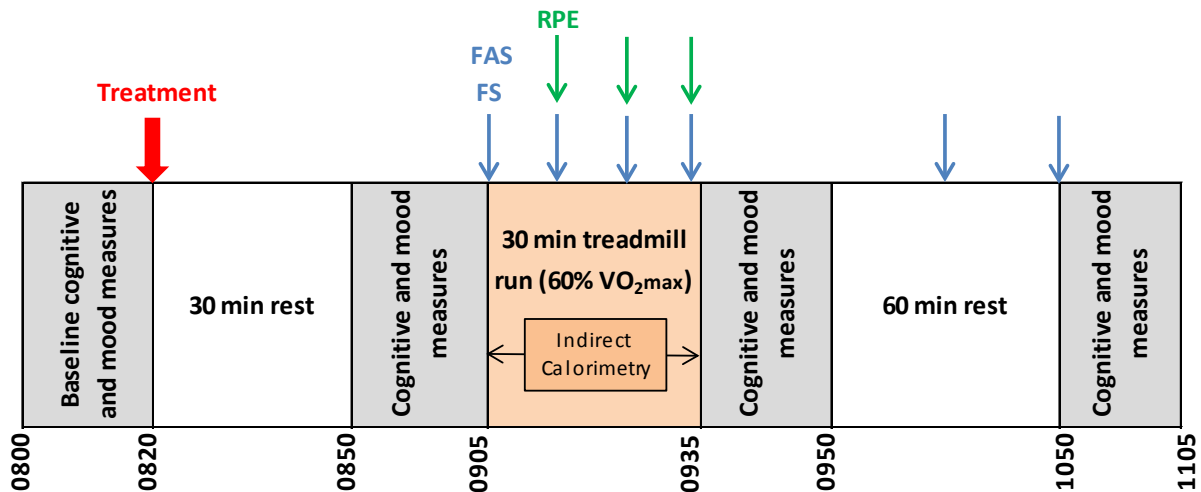 RPE
FAS
FS
Treatment
Baseline cognitive
and mood measures
30 min rest
Cognitive and mood
measures
30 min treadmill
run (60% VO₂max)
Indirect
Calorimetry
Cognitive and mood
measures
60 min rest
Cognitive and mood
measures
0800
0820
0850
0905
0935
0950
1050
1105